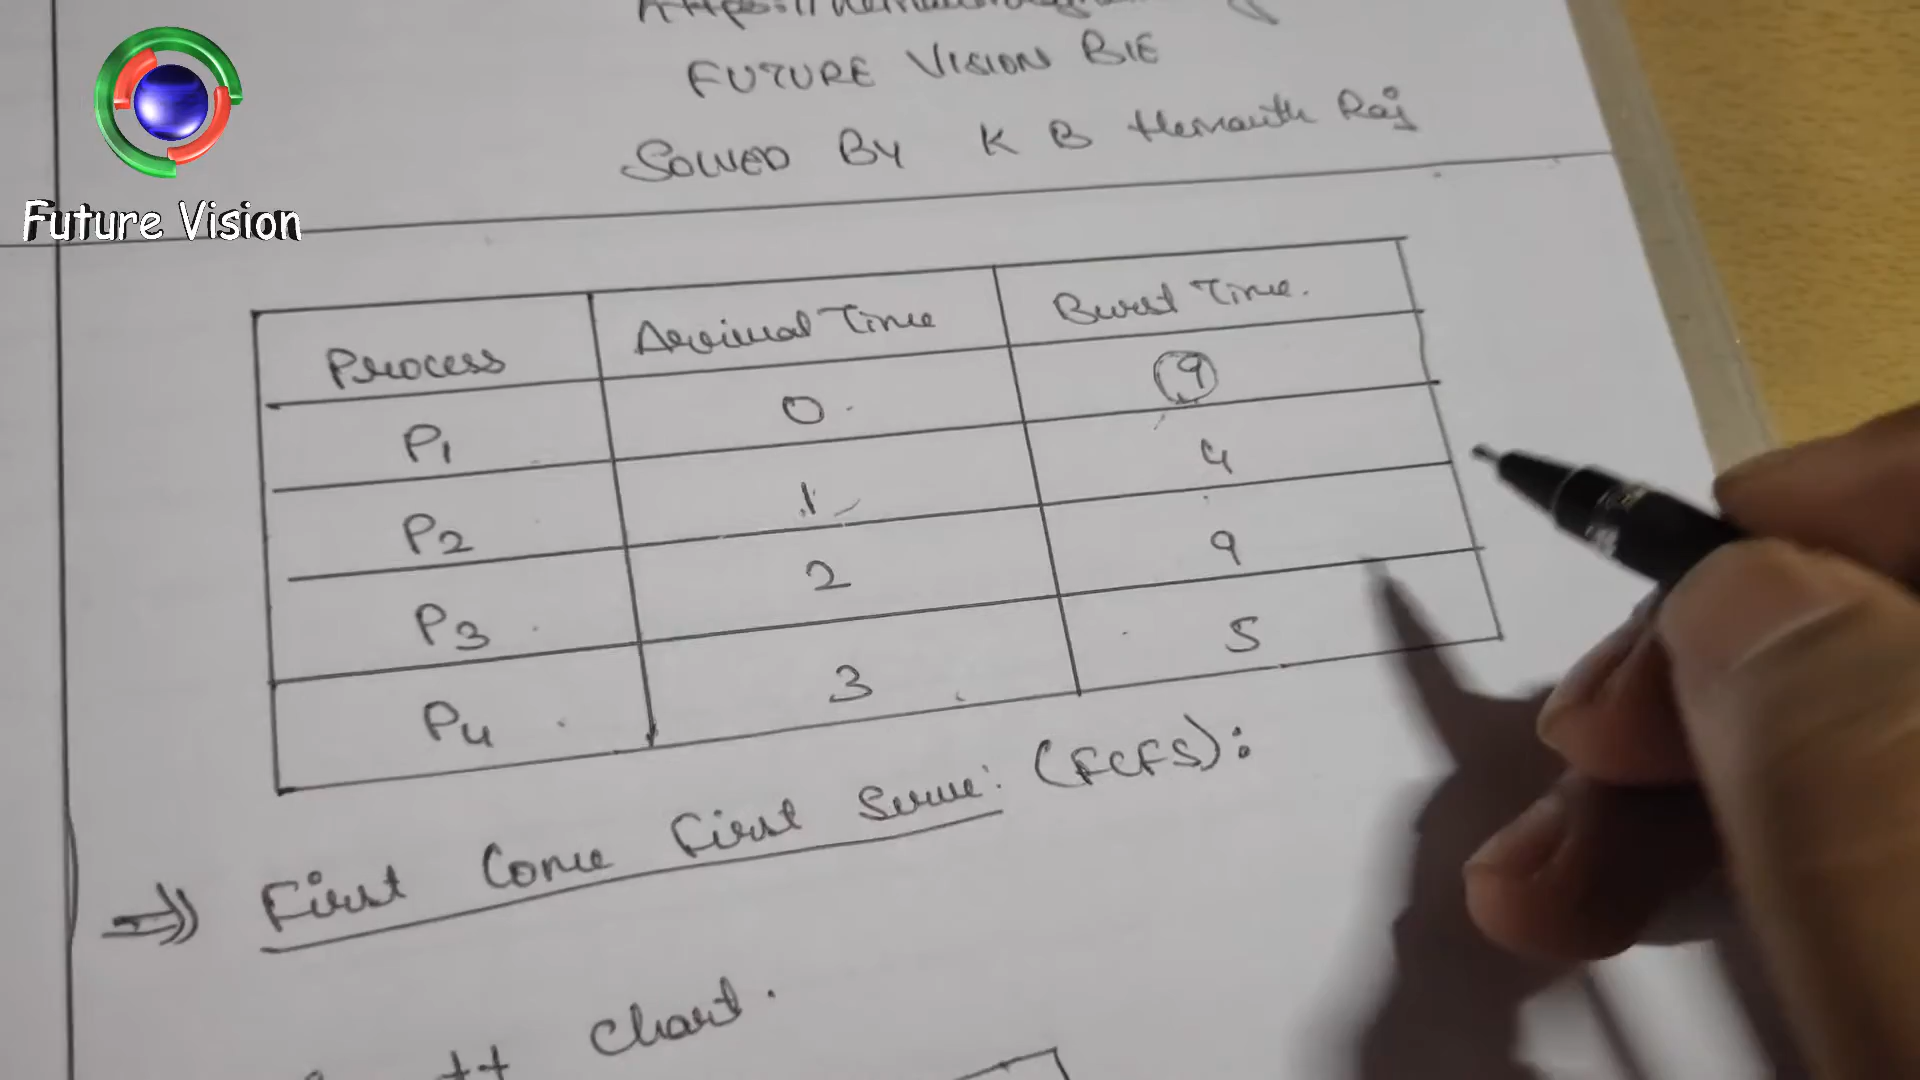 FUTURE VISION BIE
SOLVED BY K B Hemanth Raj
Future Vision
Process Arrival Time Burst Time.
P1 0 9
P2 1 4
P3 2 9
P4 3 5
First Come First Serve: (FCFS):
chart.